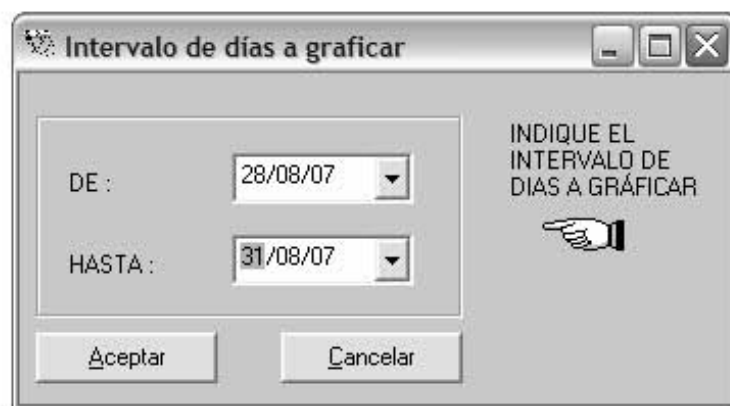 Intervalo de días a graficar
DE :
28/08/07
HASTA :
31/08/07
INDIQUE EL
INTERVALO DE
DIAS A GRÁFICAR
Aceptar
Cancelar